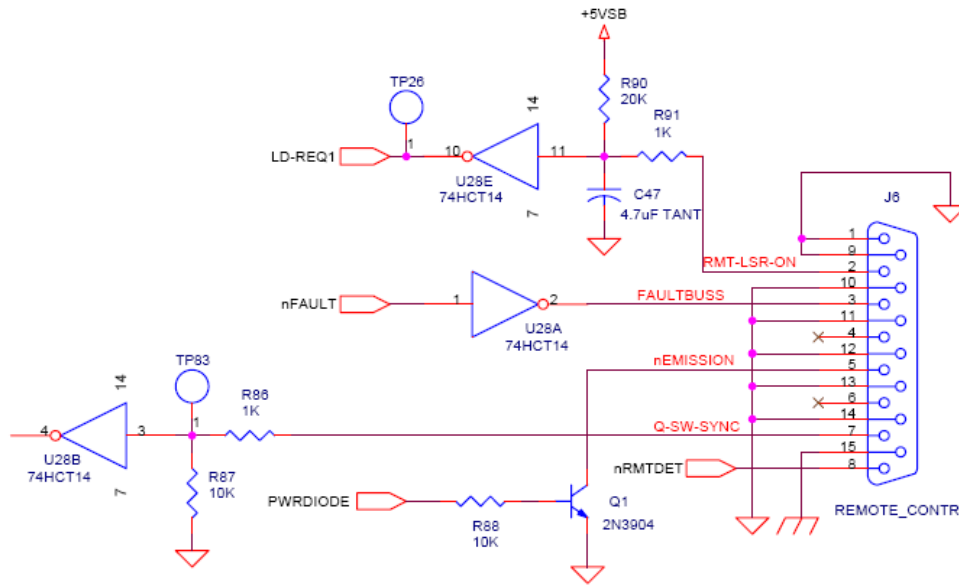 +5VSB
TP26
R90
20K
R91
1K
14
1
LD-REQ1
10
11
U28E
74HCT14
7
C47
4.7uF TANT
J6
1
9
RMT-LSR-ON
2
10
nFAULT
1
2
FAULTBUSS
3
U28A
74HCT14
11
4
12
TP83
nEMISSION
5
14
R86
1K
13
6
14
4
3
1
Q-SW-SYNC
7
U28B
74HCT14
7
R87
10K
15
nRMTDET
8
PWRDIODE
R88
10K
Q1
2N3904
REMOTE_CONTR